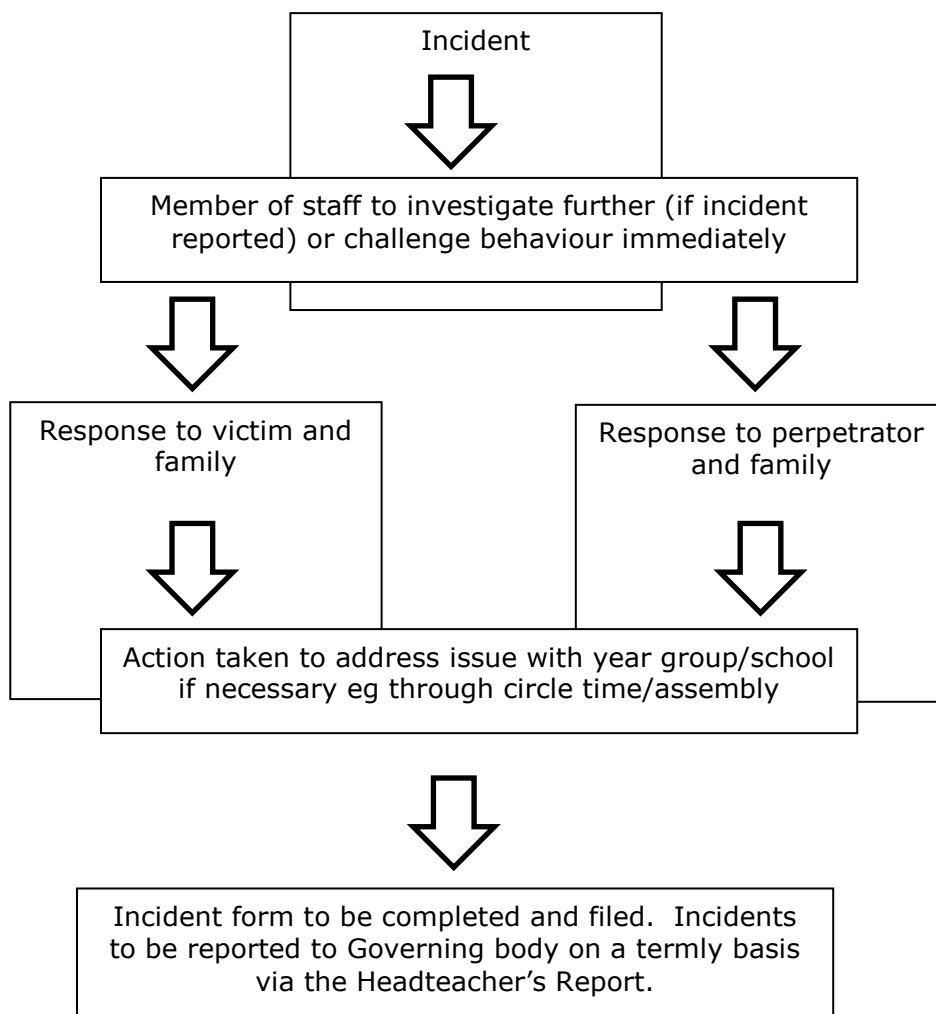 Incident
Member of staff to investigate further (if incident
reported) or challenge behaviour immediately
Response to victim and
family
Response to perpetrator
and family
Action taken to address issue with year group/school
if necessary eg through circle time/assembly
Incident form to be completed and filed.  Incidents
to be reported to Governing body on a termly basis
via the Headteacher’s Report.